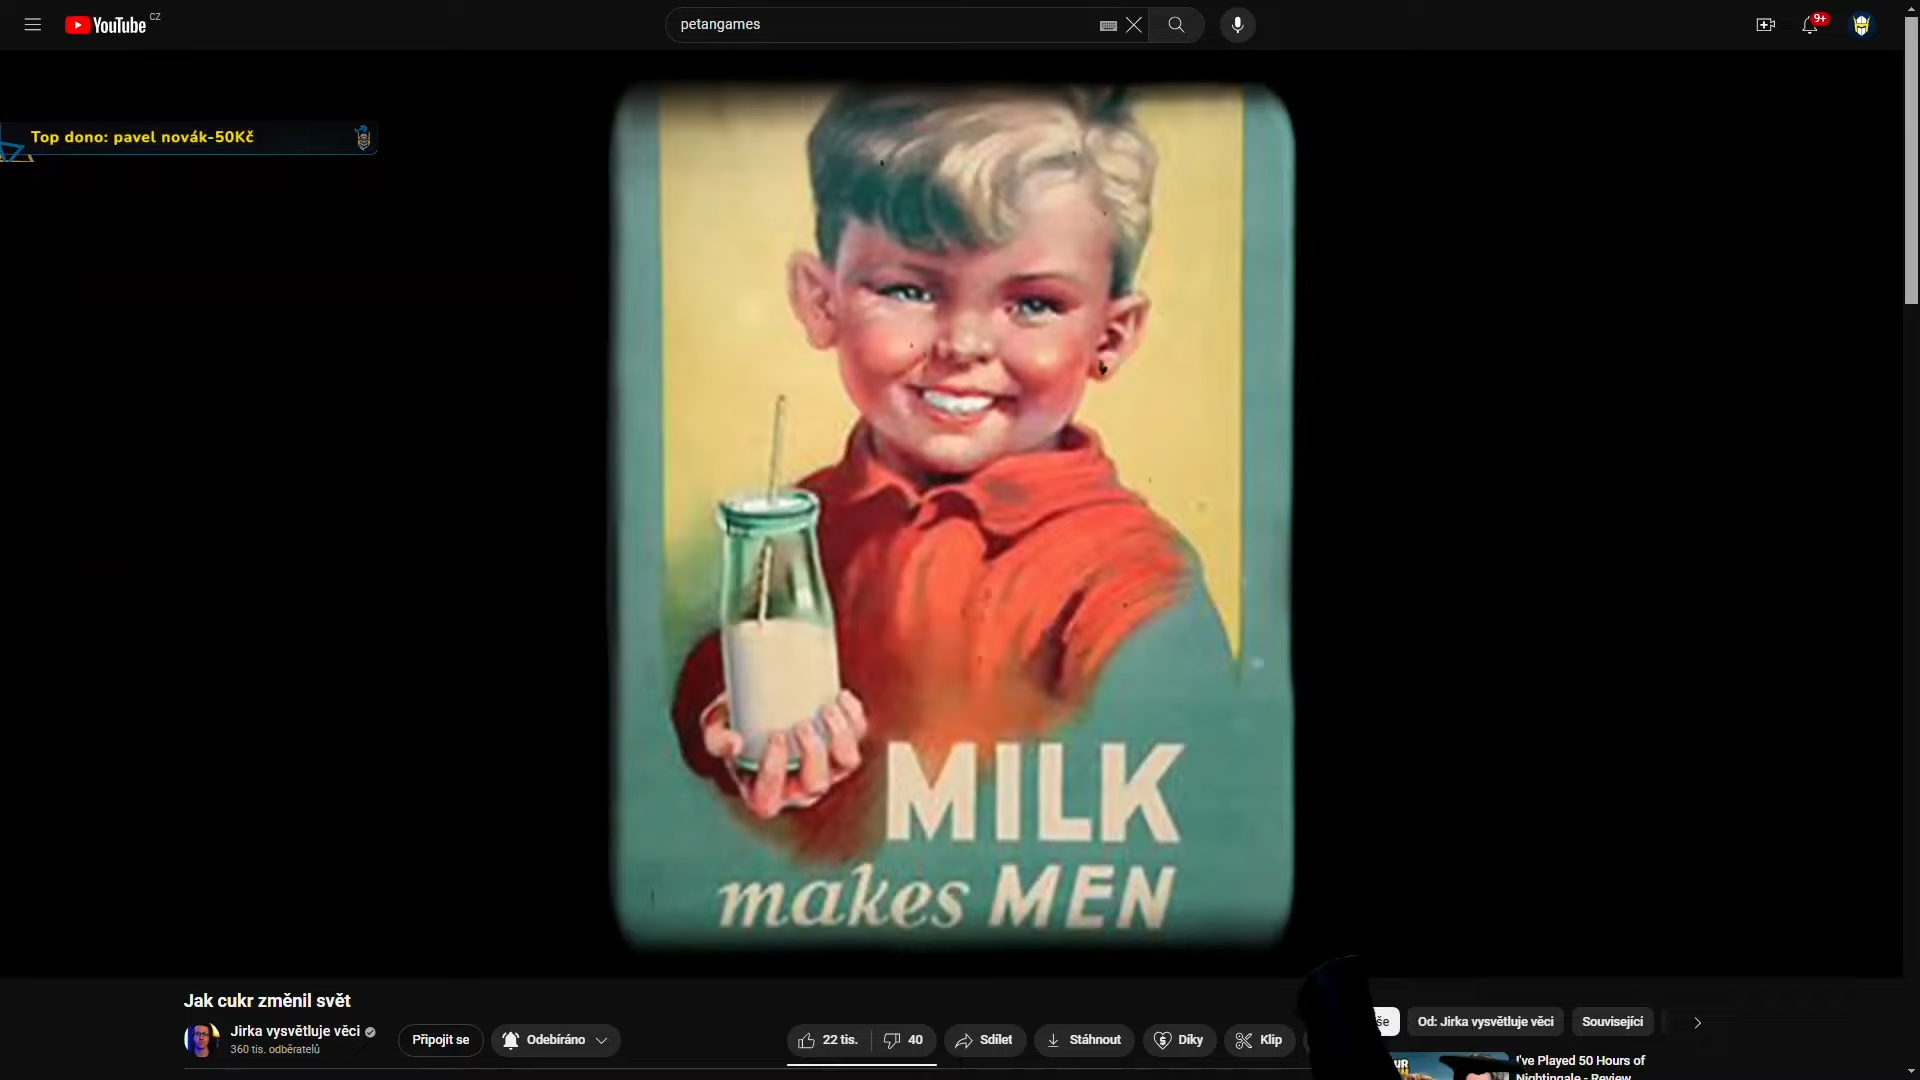 YouTube CZ
petangames
9+
Top dono: pavel novák-50Kč
MILK
makes MEN
Jak cukr změnil svět
Jirka vysvětluje věci
360 tis. odběratelů
Připojit se
Odebíráno
22 tis.
40
Sdílet
Stáhnout
Díky
Klip
Od: Jirka vysvětluje věci
Související
I've Played 50 Hours of
Nightingale - Review